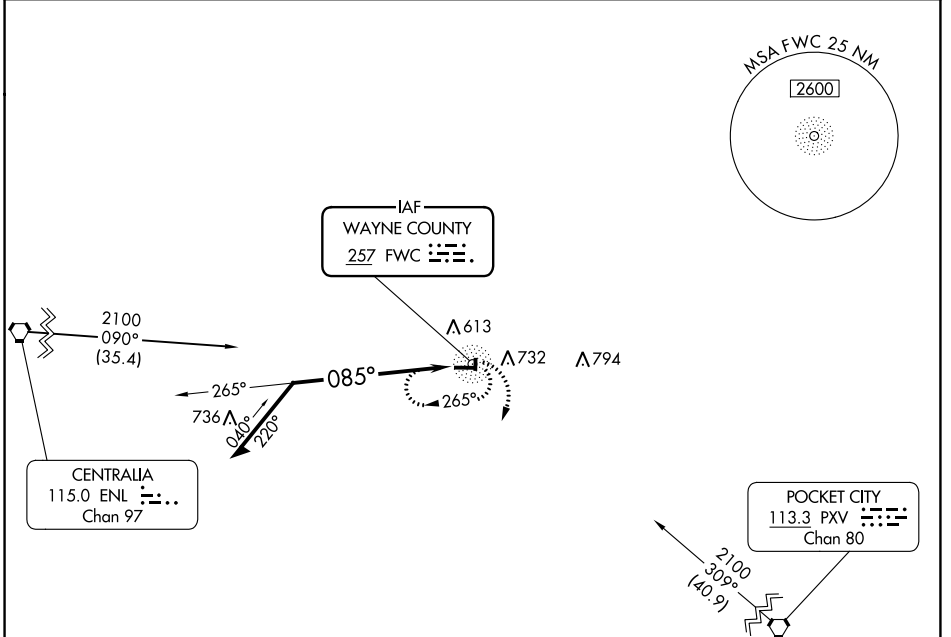 MSA FWC 25 NM
2600
IAF
WAYNE COUNTY
257 FWC
613
732
794
2100
090°
(35.4)
265°
085°
265°
736
040°
220°
CENTRALIA
115.0 ENL
Chan 97
POCKET CITY
113.3 PXV
Chan 80
2100
309°
(40.9)